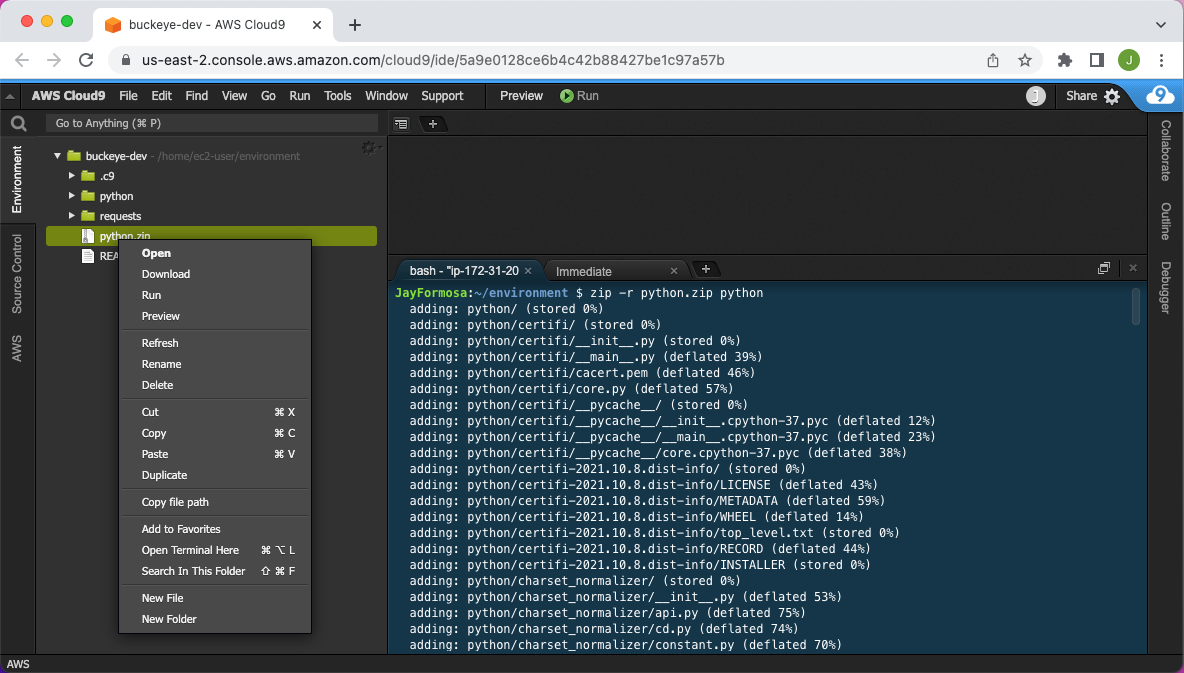 buckeye-dev - AWS Cloud9
us-east-2.console.aws.amazon.com/cloud9/ide/5a9e0128ce6b4c42b88427be1c97a57b
J
AWS Cloud9 File Edit Find View Go Run Tools Window Support Preview Run J Share 9
Go to Anything (⌘ P)
Environment
Source Control
AWS
buckeye-dev - /home/ec2-user/environment
.c9
python
requests
python.zip
REA
Open
Download
Run
Preview
Refresh
Rename
Delete
Cut ⌘ X
Copy ⌘ C
Paste ⌘ V
Duplicate
Copy file path
Add to Favorites
Open Terminal Here ⌘ ⌥ L
Search In This Folder ⇧ ⌘ F
New File
New Folder
bash - "ip-172-31-20
Immediate
JayFormosa:~/environment $ zip -r python.zip python
adding: python/ (stored 0%)
adding: python/certifi/ (stored 0%)
adding: python/certifi/__init__.py (stored 0%)
adding: python/certifi/__main__.py (deflated 39%)
adding: python/certifi/cacert.pem (deflated 46%)
adding: python/certifi/core.py (deflated 57%)
adding: python/certifi/__pycache__/ (stored 0%)
adding: python/certifi/__pycache__/__init__.cpython-37.pyc (deflated 12%)
adding: python/certifi/__pycache__/__main__.cpython-37.pyc (deflated 23%)
adding: python/certifi/__pycache__/core.cpython-37.pyc (deflated 38%)
adding: python/certifi-2021.10.8.dist-info/ (stored 0%)
adding: python/certifi-2021.10.8.dist-info/LICENSE (deflated 43%)
adding: python/certifi-2021.10.8.dist-info/METADATA (deflated 59%)
adding: python/certifi-2021.10.8.dist-info/WHEEL (deflated 14%)
adding: python/certifi-2021.10.8.dist-info/top_level.txt (stored 0%)
adding: python/certifi-2021.10.8.dist-info/RECORD (deflated 44%)
adding: python/certifi-2021.10.8.dist-info/INSTALLER (stored 0%)
adding: python/charset_normalizer/ (stored 0%)
adding: python/charset_normalizer/__init__.py (deflated 53%)
adding: python/charset_normalizer/api.py (deflated 75%)
adding: python/charset_normalizer/cd.py (deflated 74%)
adding: python/charset_normalizer/constant.py (deflated 70%)
Collaborate
Outline
Debugger
AWS